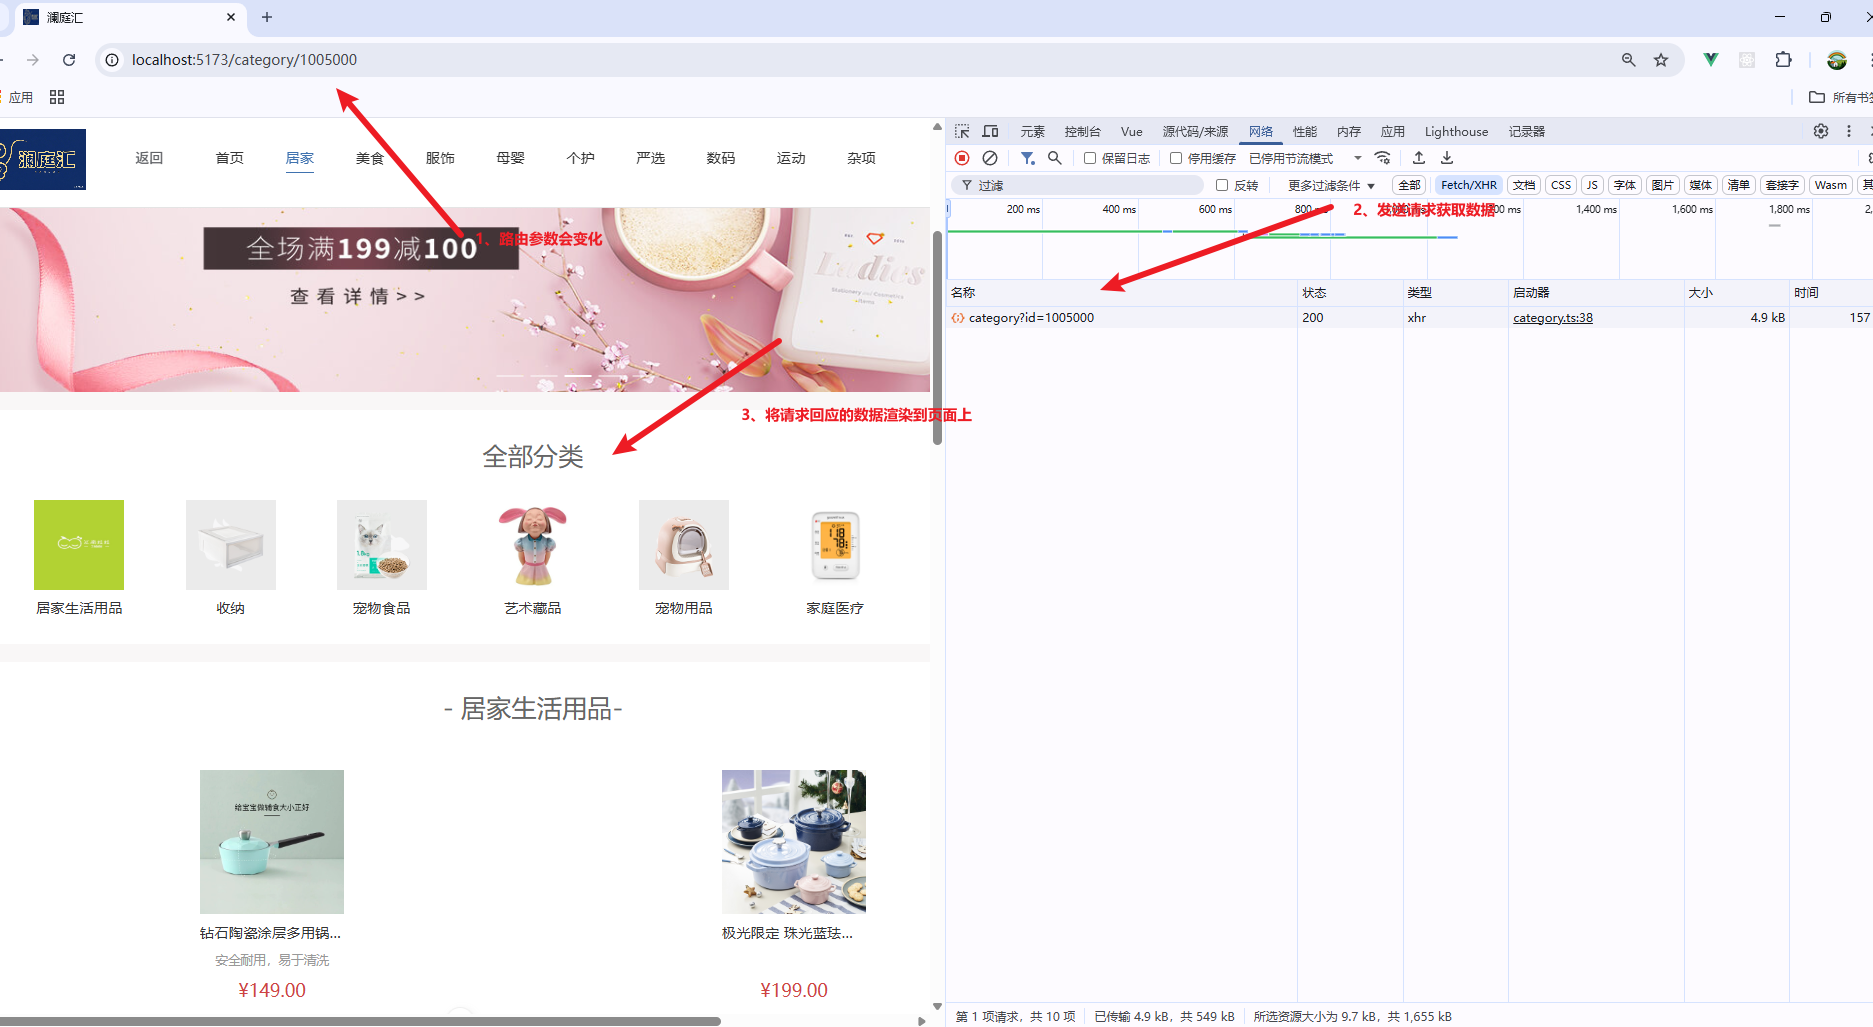 澜庭汇
localhost:5173/category/1005000
应用
所有书签
澜庭汇
返回 首页 居家 美食 服饰 母婴 个护 严选 数码 运动 杂项
全场满199减100
1、路由参数会变化
查看详情>>
Ladies
3、将请求回应的数据渲染到页面上
全部分类
居家生活用品 收纳 宠物食品 艺术藏品 宠物用品 家庭医疗
- 居家生活用品-
给宝宝做辅食大小正好
钻石陶瓷涂层多用锅... 极光限定 珠光蓝珐...
安全耐用，易于清洗
¥149.00 ¥199.00
元素 控制台 Vue 源代码/来源 网络 性能 内存 应用 Lighthouse 记录器
保留日志 停用缓存 已停用节流模式
过滤 反转 更多过滤条件 全部 Fetch/XHR 文档 CSS JS 字体 图片 媒体 清单 套接字 Wasm 其
200 ms 400 ms 600 ms 800 ms 1,400 ms 1,600 ms 1,800 ms 2,
2、发送请求获取数据
名称 状态 类型 启动器 大小 时间
category?id=1005000 200 xhr category.ts:38 4.9 kB 157
第 1 项请求，共 10 项 已传输 4.9 kB，共 549 kB 所选资源大小为 9.7 kB，共 1,655 kB